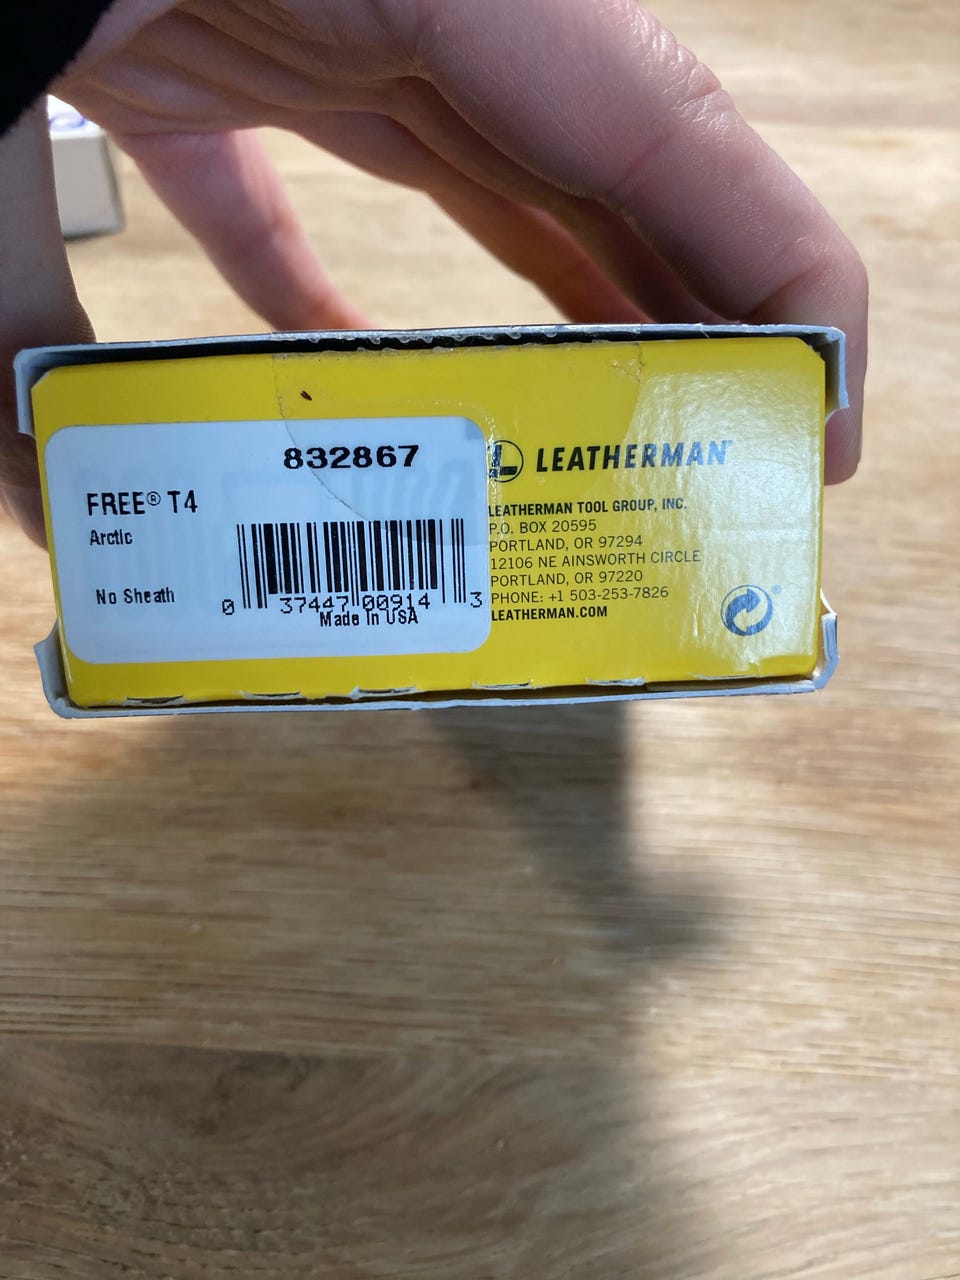 832867
FREE® T4
Arctic
No Sheath
0 37447 00914 3
Made In USA
LEATHERMAN
LEATHERMAN TOOL GROUP, INC.
P.O. BOX 20595
PORTLAND, OR 97294
12106 NE AINSWORTH CIRCLE
PORTLAND, OR 97220
PHONE: +1 503-253-7826
LEATHERMAN.COM